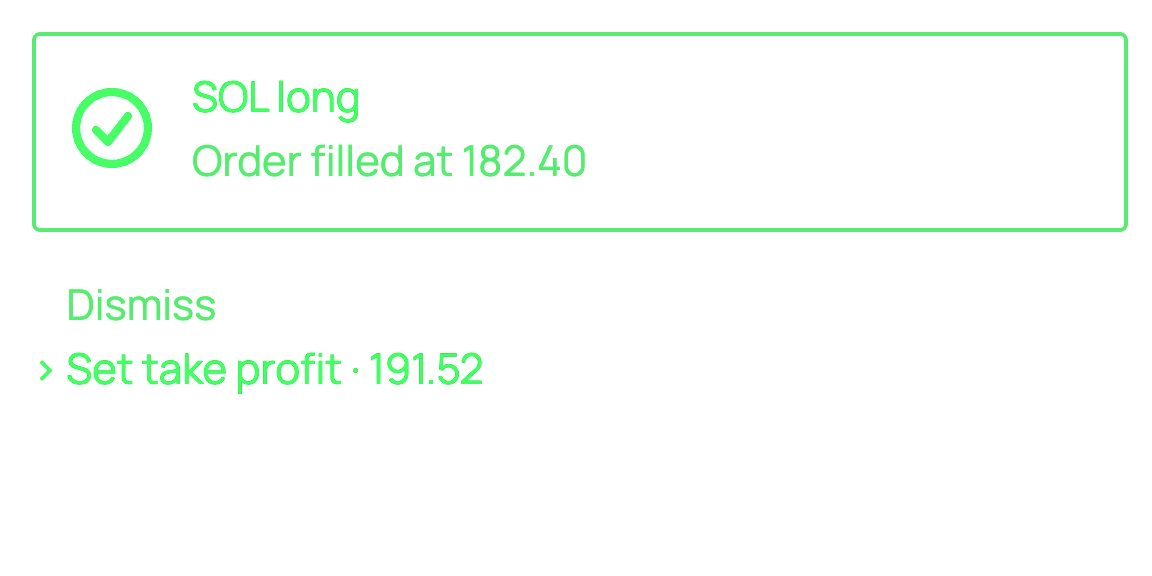 SOL long
Order filled at 182.40
Dismiss
› Set take profit · 191.52